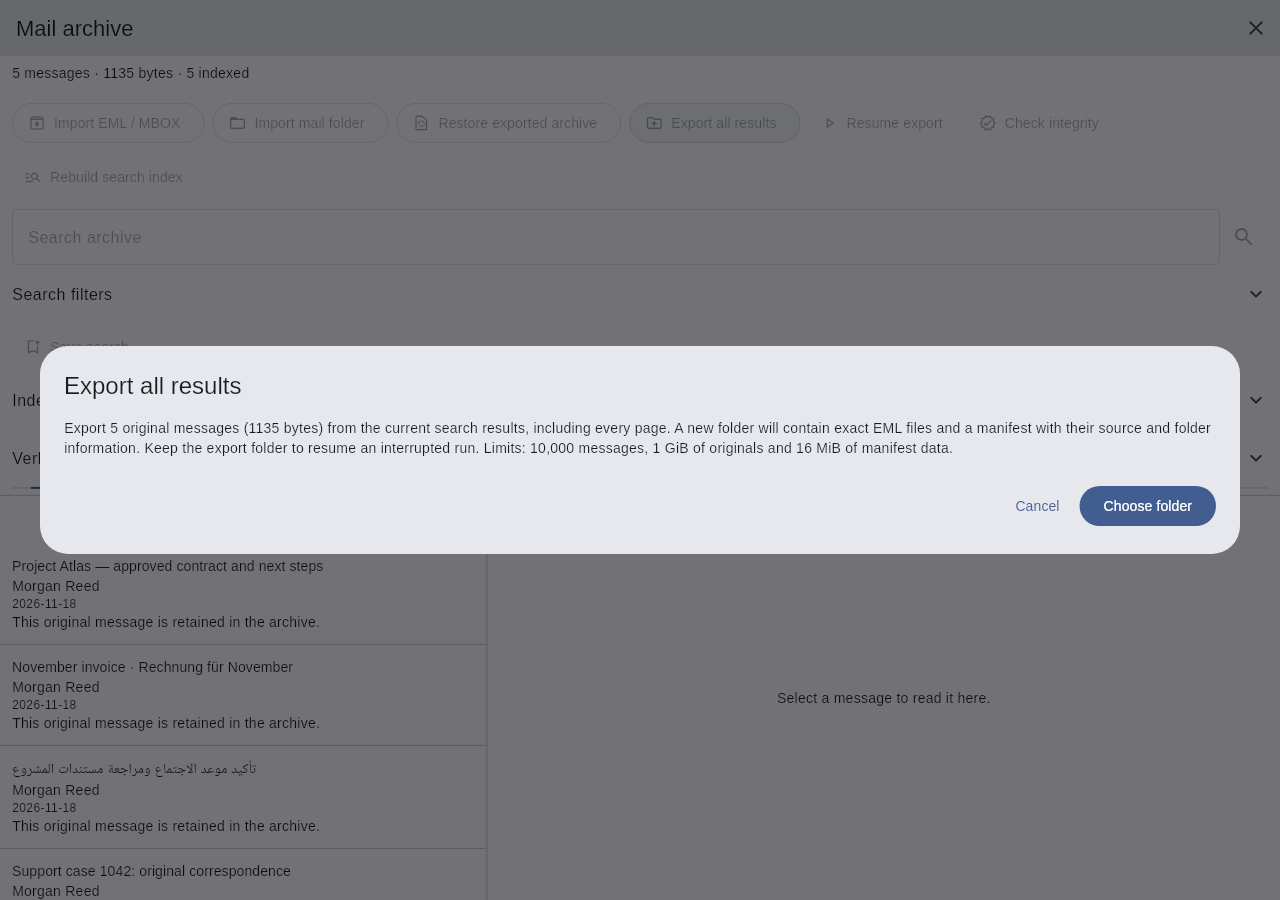 Mail archive
5 messages · 1135 bytes · 5 indexed
Import EML / MBOX
Import mail folder
Restore exported archive
Export all results
Resume export
Check integrity
Rebuild search index
Search archive
Search filters
Export all results
Export 5 original messages (1135 bytes) from the current search results, including every page. A new folder will contain exact EML files and a manifest with their source and folder
information. Keep the export folder to resume an interrupted run. Limits: 10,000 messages, 1 GiB of originals and 16 MiB of manifest data.
Cancel
Choose folder
Project Atlas — approved contract and next steps
Morgan Reed
2026-11-18
This original message is retained in the archive.
November invoice · Rechnung für November
Morgan Reed
2026-11-18
This original message is retained in the archive.
تأكيد موعد الاجتماع ومراجعة مستندات المشروع
Morgan Reed
2026-11-18
This original message is retained in the archive.
Support case 1042: original correspondence
Morgan Reed
Select a message to read it here.